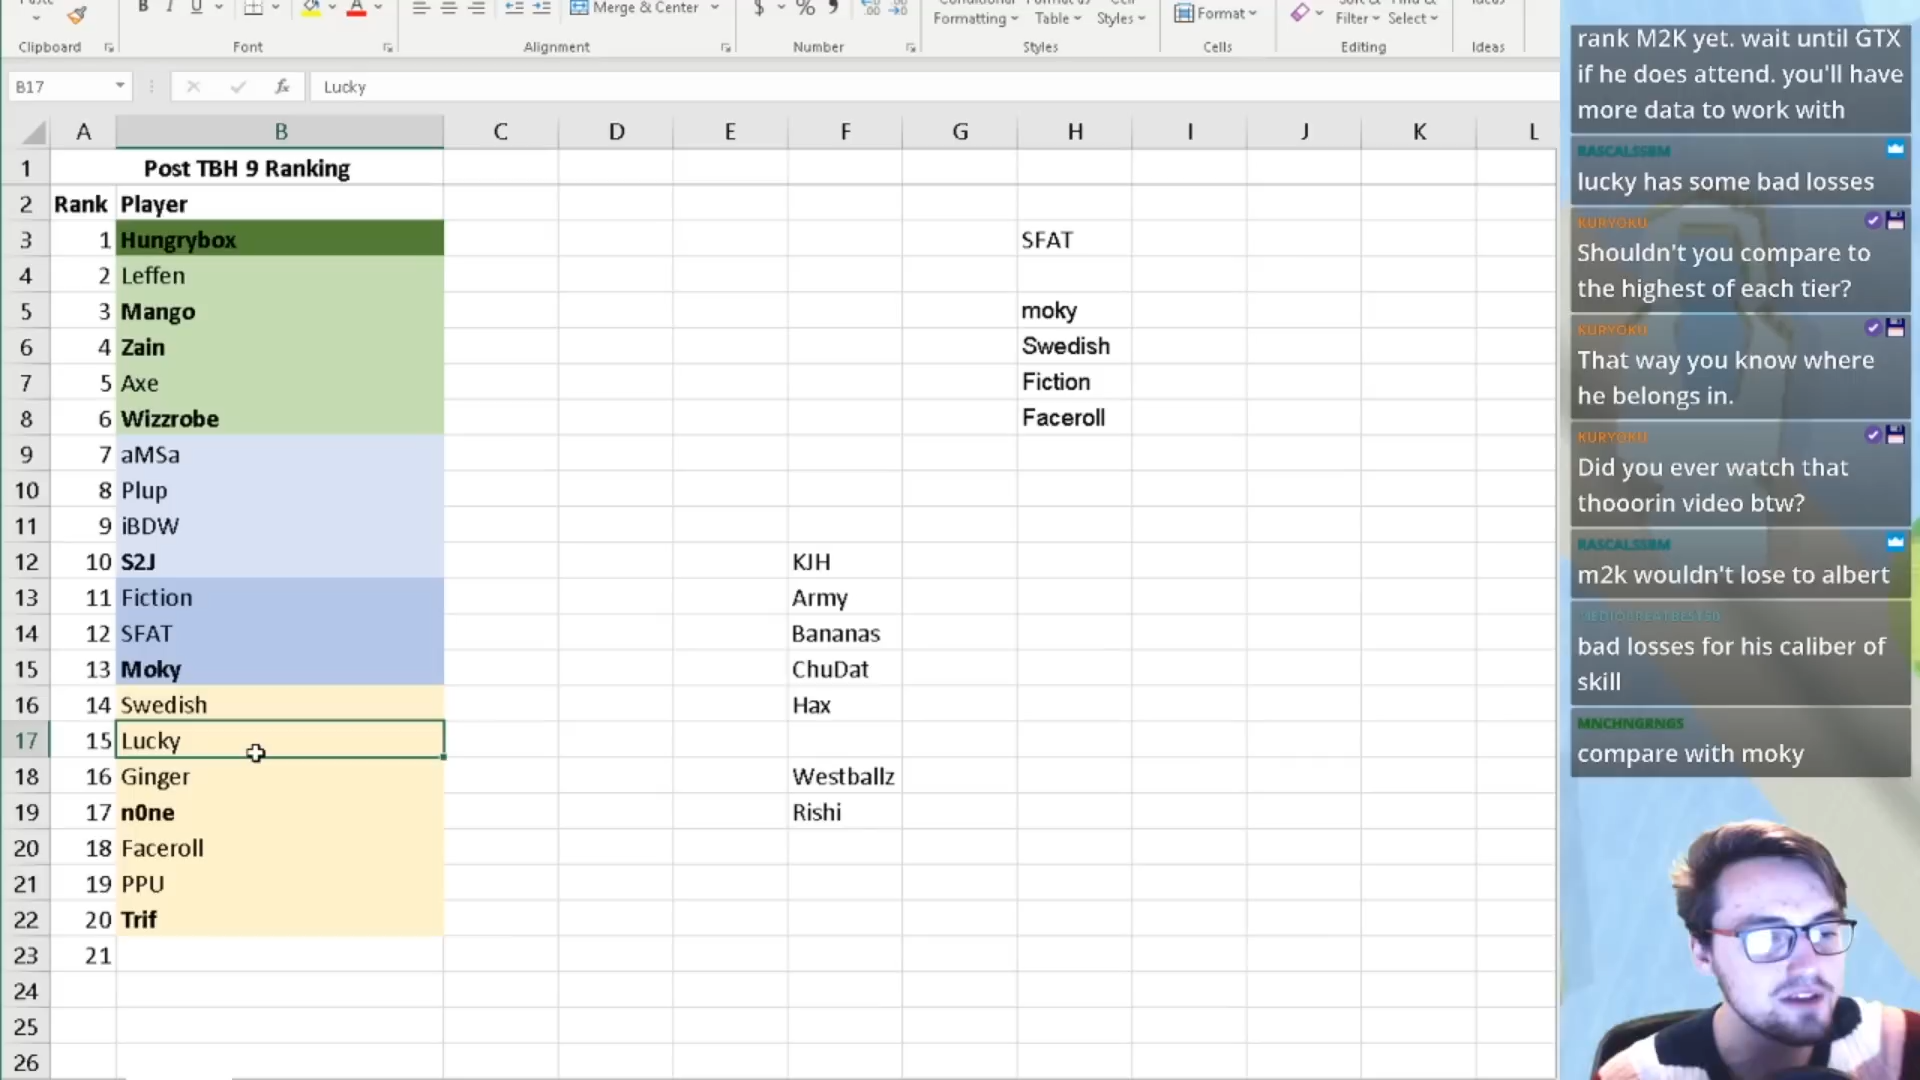 Merge & Center
$ % 9
Formatting Table Styles
Format
Filter Select
Clipboard Font Alignment Number Styles Cells Editing Ideas
B17 fx Lucky
A B C D E F G H I J K L
1 Post TBH 9 Ranking
2 Rank Player
3 1 Hungrybox SFAT
4 2 Leffen
5 3 Mango moky
6 4 Zain Swedish
7 5 Axe Fiction
8 6 Wizzrobe Faceroll
9 7 aMSa
10 8 Plup
11 9 iBDW
12 10 S2J KJH
13 11 Fiction Army
14 12 SFAT Bananas
15 13 Moky ChuDat
16 14 Swedish Hax
17 15 Lucky
18 16 Ginger Westballz
19 17 n0ne Rishi
20 18 Faceroll
21 19 PPU
22 20 Trif
23 21
24
25
26
rank M2K yet. wait until GTX
if he does attend. you'll have
more data to work with
RASCALSSBM
lucky has some bad losses
KURYOKU
Shouldn't you compare to
the highest of each tier?
KURYOKU
That way you know where
he belongs in.
KURYOKU
Did you ever watch that
thooorin video btw?
RASCALSSBM
m2k wouldn't lose to albert
bad losses for his caliber of
skill
MNCHNGRNGS
compare with moky